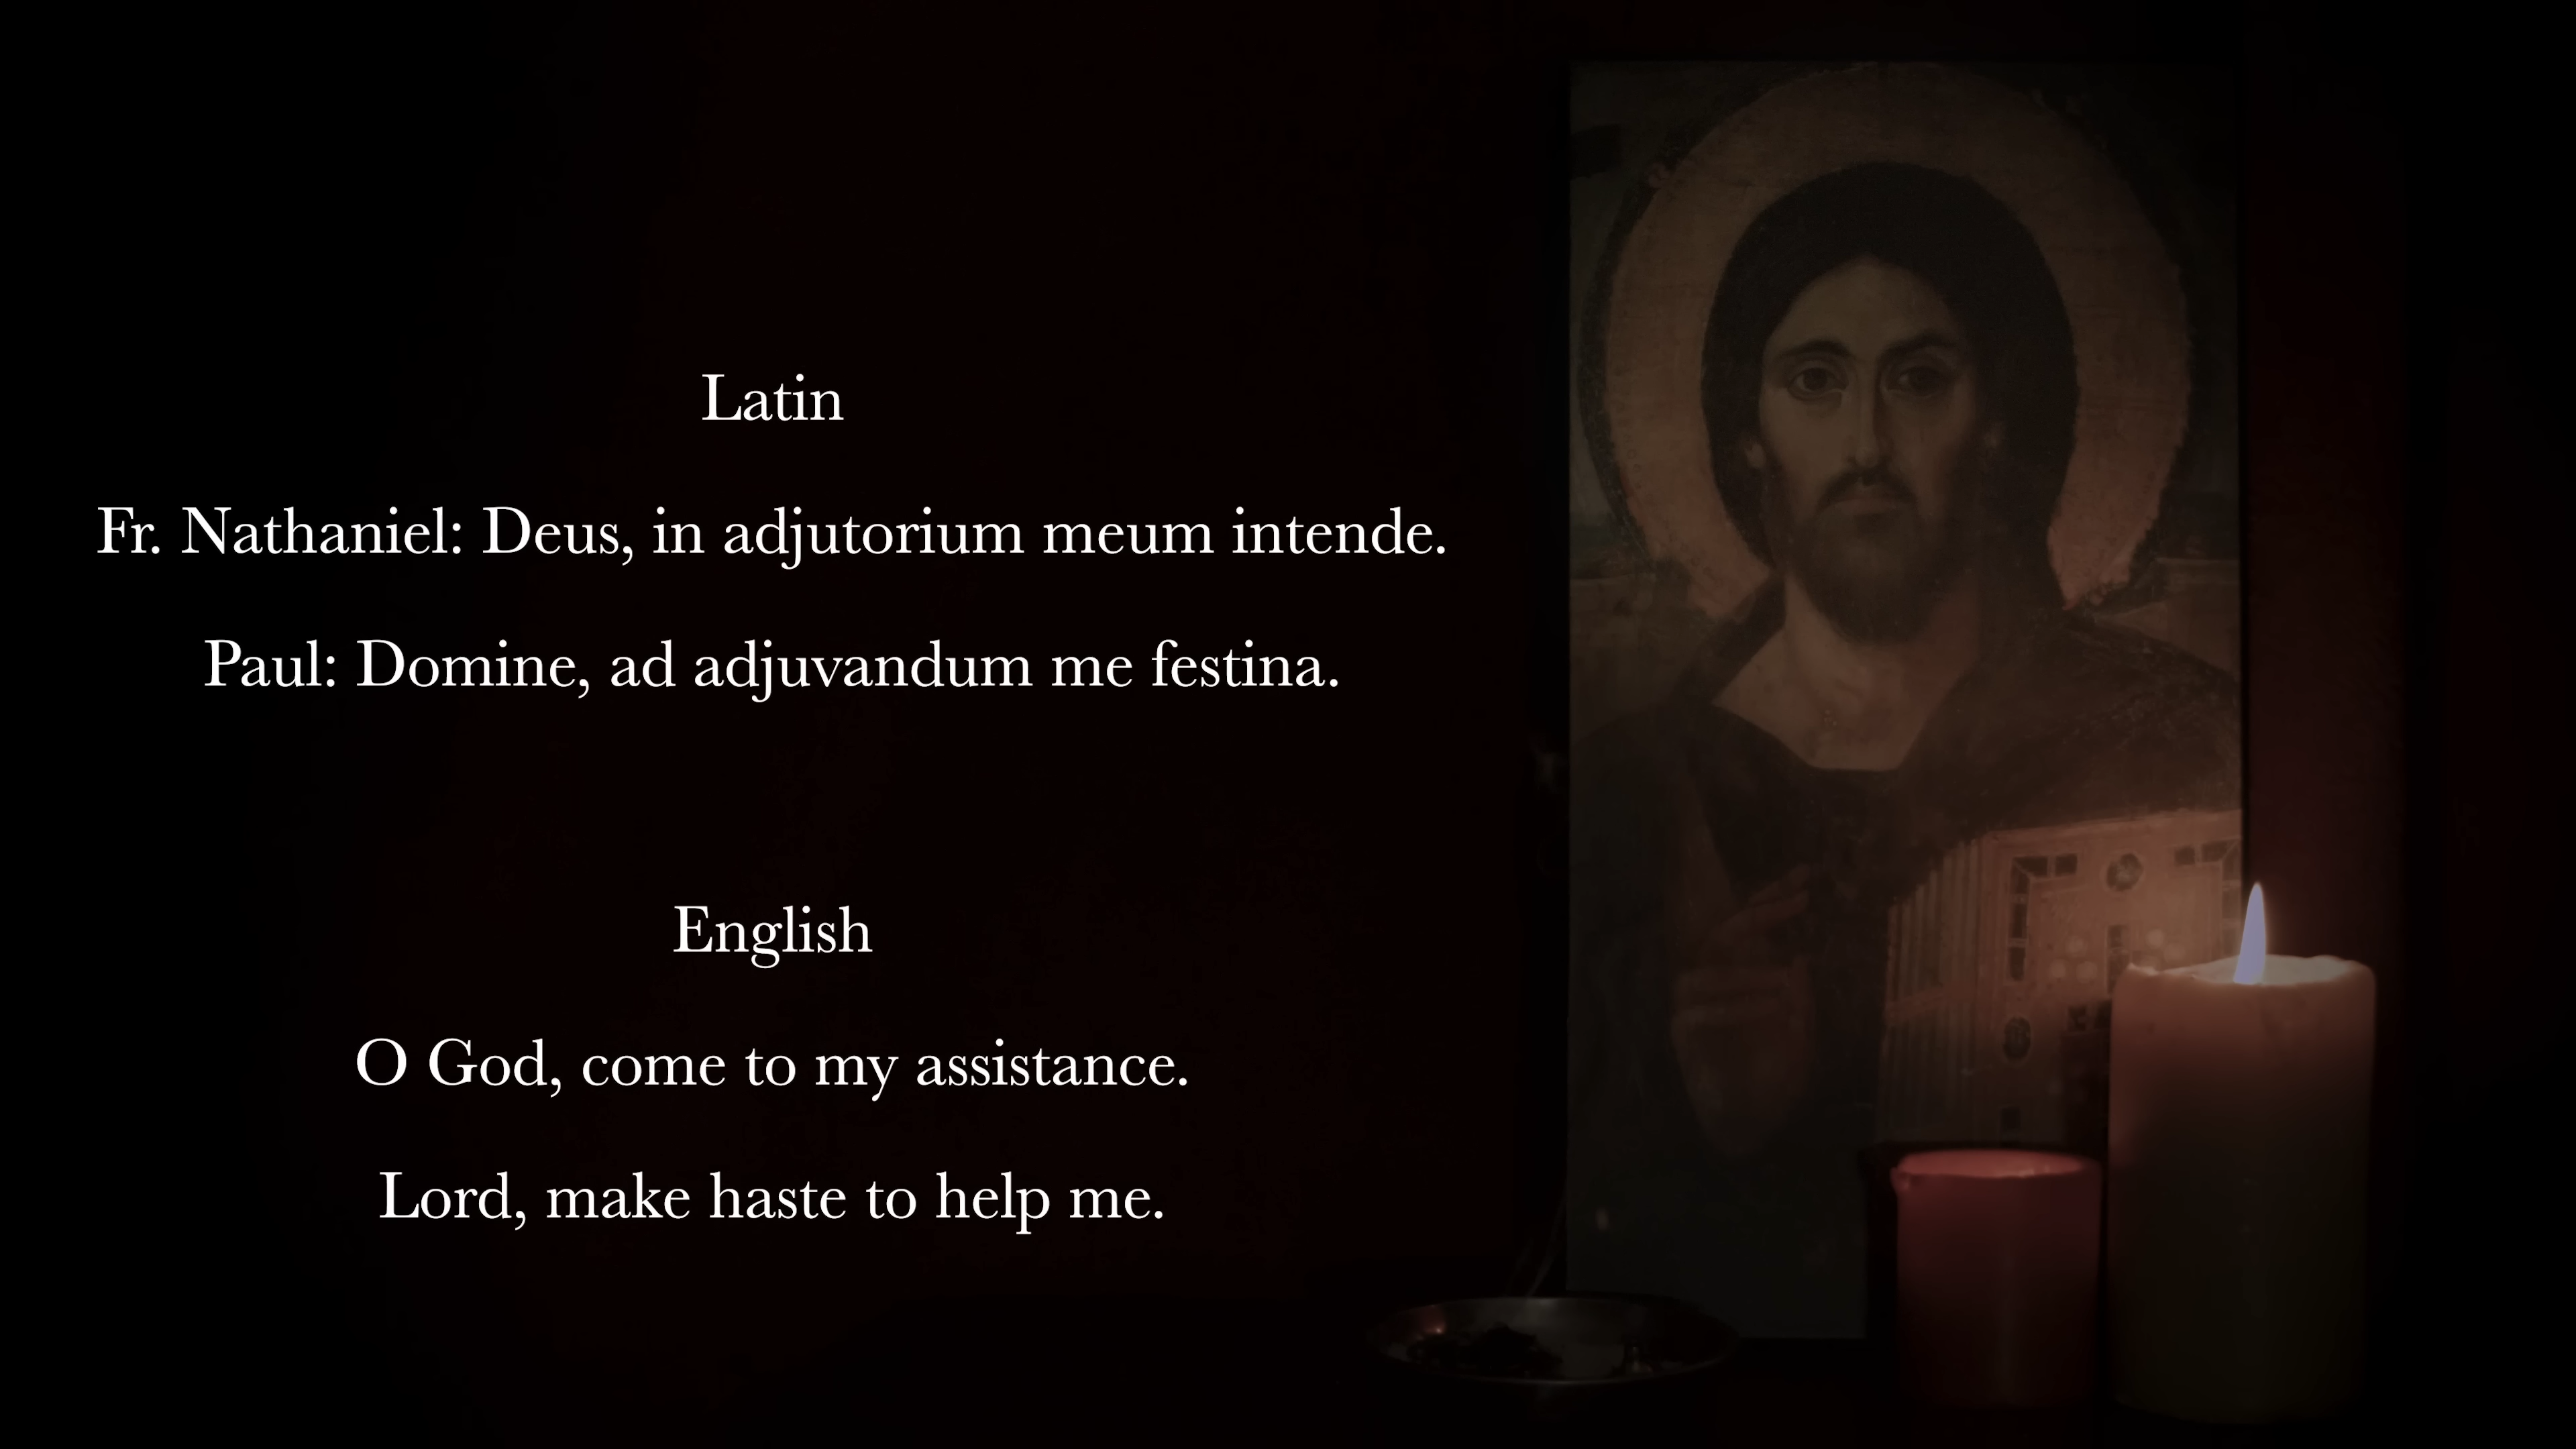 Latin
Fr. Nathaniel: Deus, in adjutorium meum intende.
Paul: Domine, ad adjuvandum me festina.
English
O God, come to my assistance.
Lord, make haste to help me.